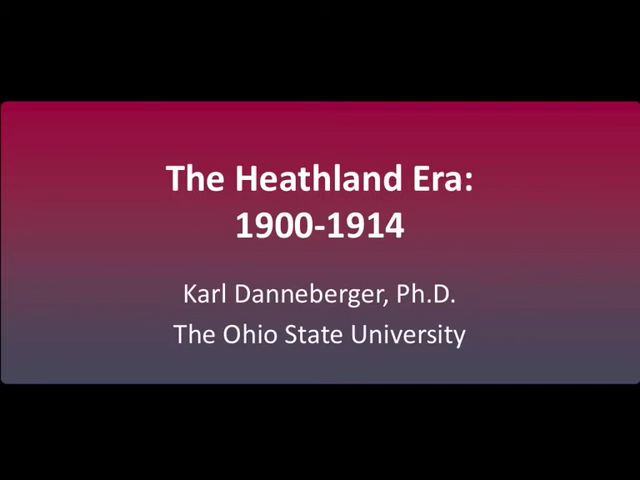 The Heathland Era:
1900-1914
Karl Danneberger, Ph.D.
The Ohio State University